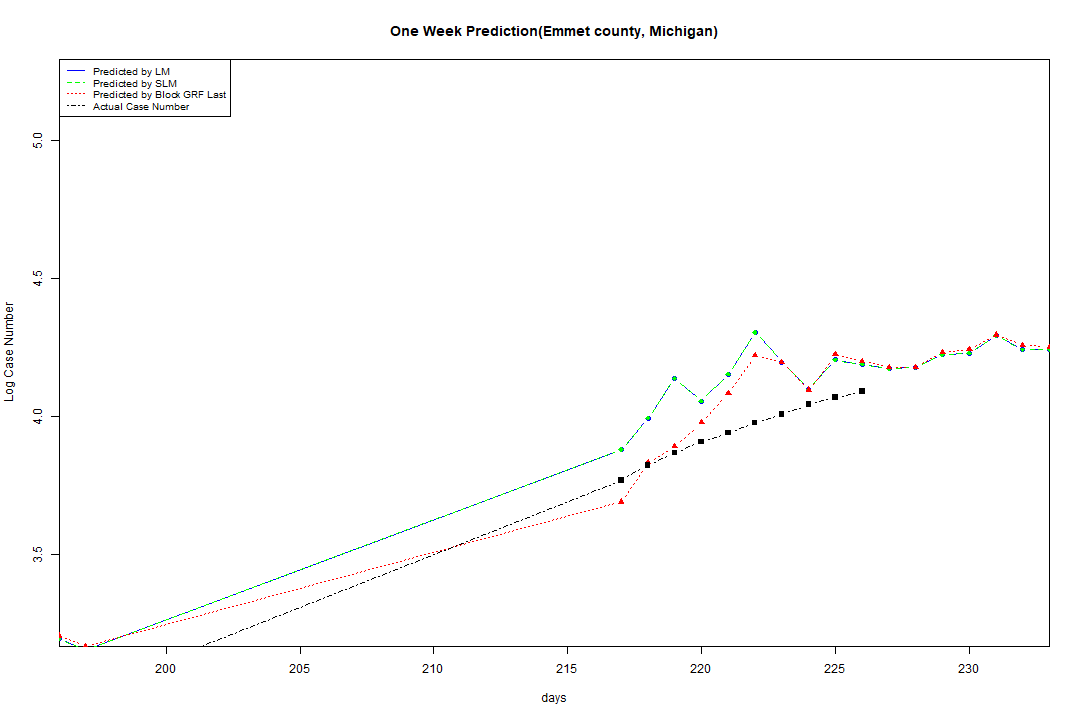 One Week Prediction(Emmet county, Michigan)
Predicted by LM
Predicted by SLM
Predicted by Block GRF Last
Actual Case Number
5.0
4.5
4.0
3.5
Log Case Number
200 205 210 215 220 225 230
days